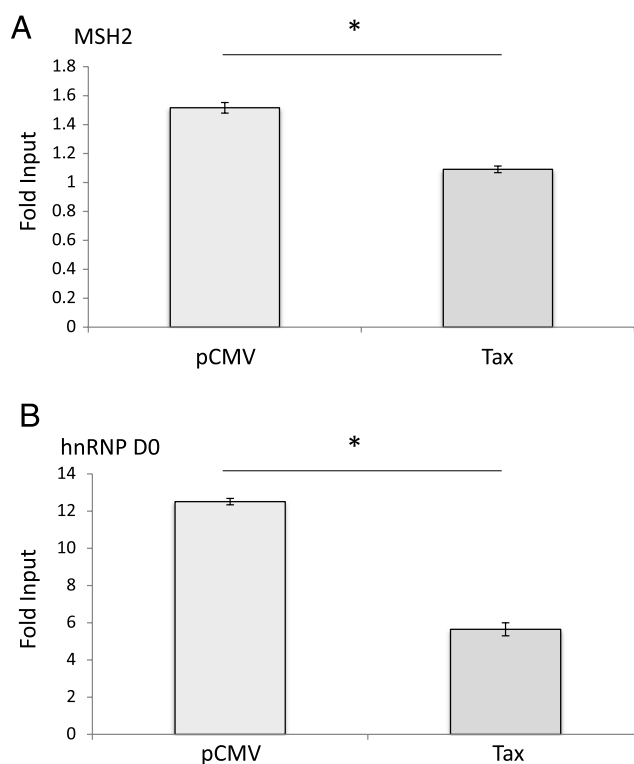 A
MSH2
*
1.8
1.6
1.4
1.2
1
0.8
0.6
0.4
0.2
0
Fold Input
pCMV
Tax
B
hnRNP D0
*
14
12
10
8
6
4
2
0
Fold Input
pCMV
Tax